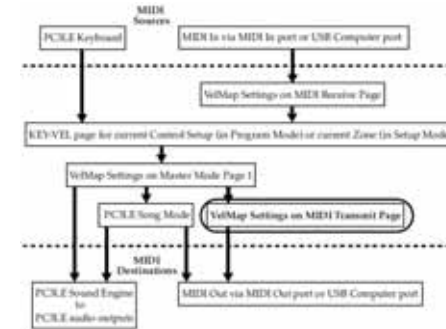 MIDI
Sources
PC3LE Keyboard
MIDI In via MIDI In port or USB Computer port
VelMap Settings on MIDI Receive Page
KEY-VEL page for current Control Setup (in Program Mode) or current Zone (in Setup Mode
VelMap Settings on Master Mode Page 1
PC3LE Song Mode
VelMap Settings on MIDI Transmit Page
MIDI
Destinations
PC3LE Sound Engine
to
PC3LE audio outputs
MIDI Out via MIDI Out port or USB Computer port